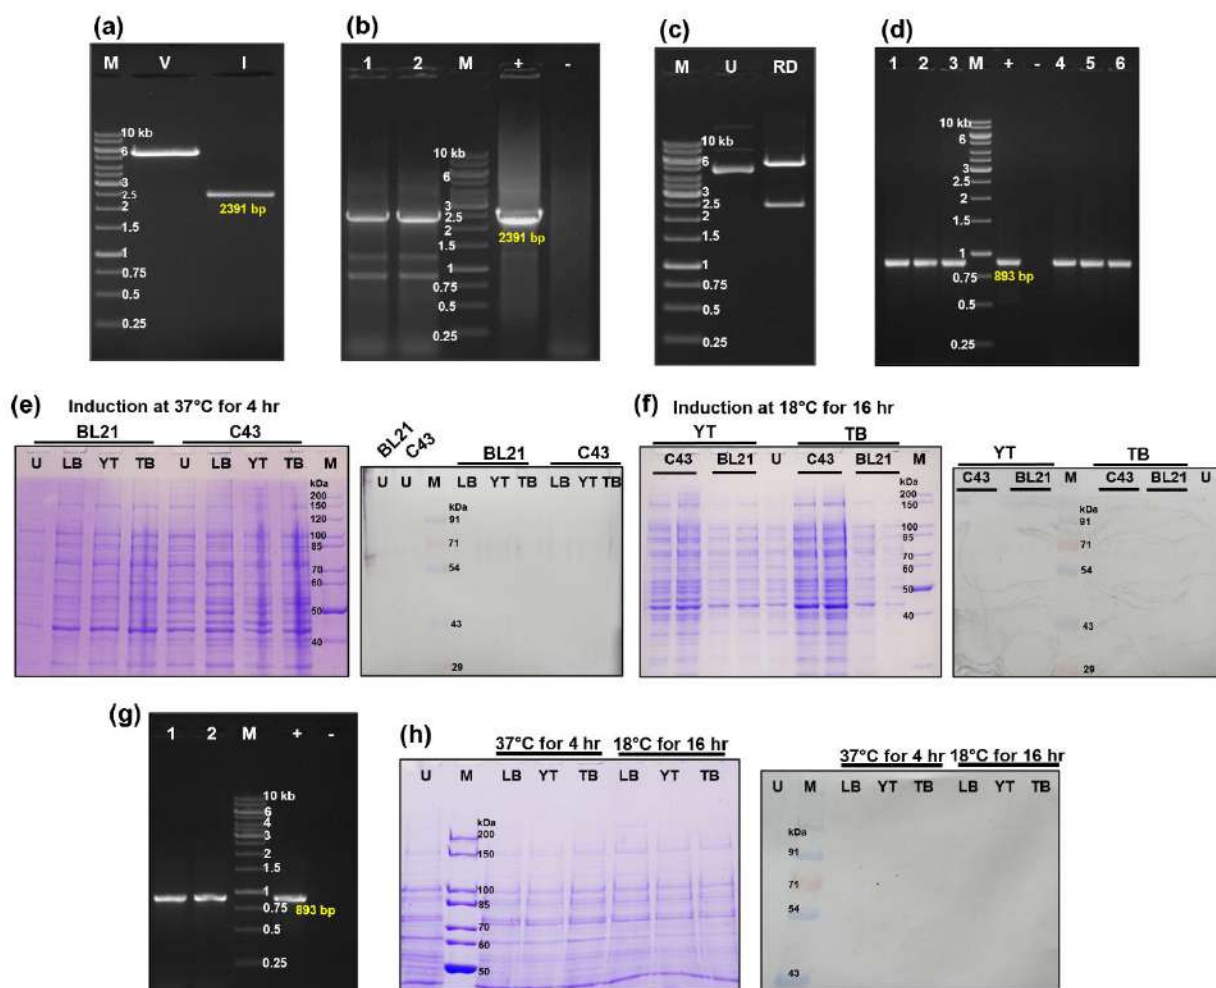 (a)
M V I
10 kb
6
3
2.5
2
1.5
1
0.75
0.5
0.25
2391 bp
(b)
1 2 M + -
10 kb
6
3
2.5
2
1.5
1
0.75
0.5
0.25
2391 bp
(c)
M U RD
10 kb
6
3
2.5
2
1.5
1
0.75
0.5
0.25
(d)
1 2 3 M + - 4 5 6
10 kb
6
4
3
2.5
2
1.5
1
0.75
0.5
0.25
893 bp
(e) Induction at 37°C for 4 hr
BL21 C43
U LB YT TB U LB YT TB M
kDa
200
150
120
100
85
70
60
50
40
BL21 C43 BL21 C43
U U M LB YT TB LB YT TB
kDa
91
71
54
43
29
(f) Induction at 18°C for 16 hr
YT TB
C43 BL21 U C43 BL21 M
kDa
200
150
100
85
70
60
50
40
YT TB
C43 BL21 M C43 BL21 U
kDa
91
71
54
43
29
(g)
1 2 M + -
10 kb
6
4
3
2
1.5
1
0.75
0.5
0.25
893 bp
(h)
37°C for 4 hr 18°C for 16 hr
U M LB YT TB LB YT TB
kDa
200
150
100
85
70
60
50
37°C for 4 hr 18°C for 16 hr
U M LB YT TB LB YT TB
kDa
91
71
54
43